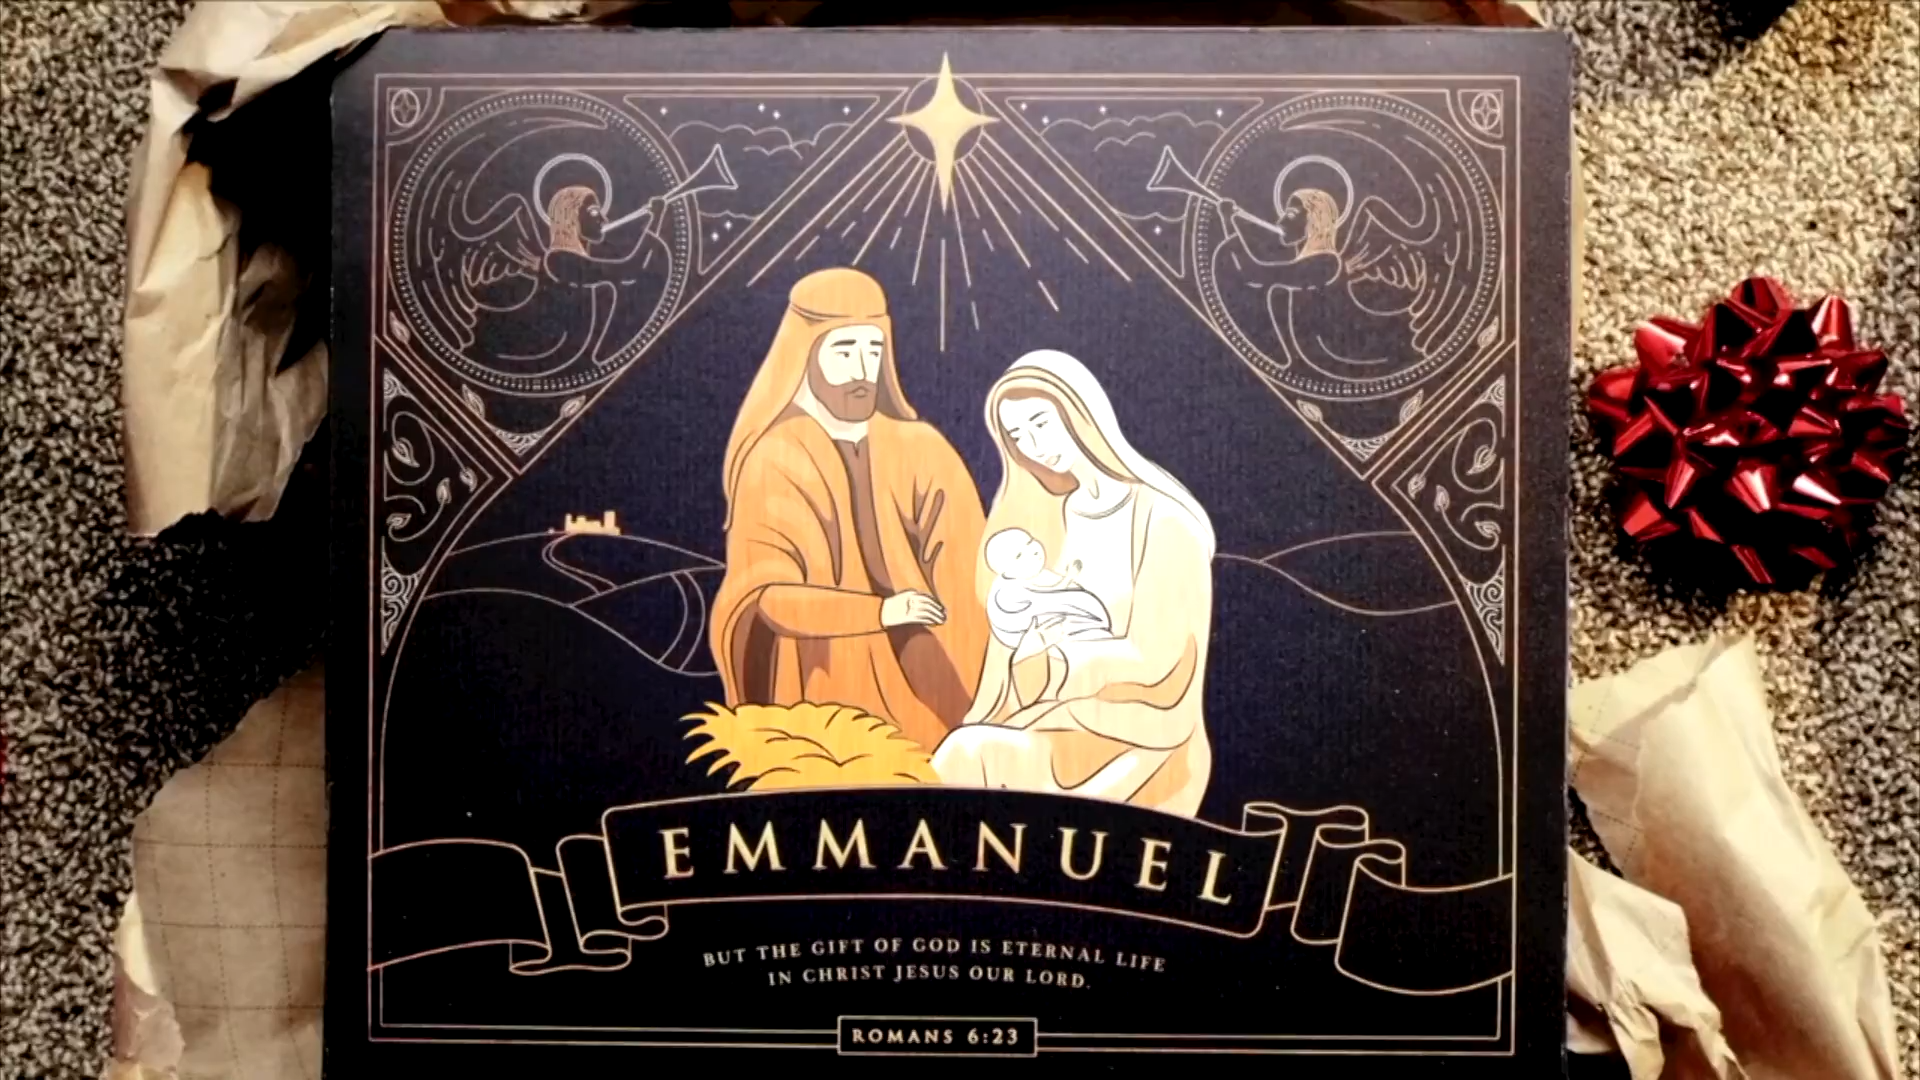 EMMANUEL
BUT THE GIFT OF GOD IS ETERNAL LIFE
IN CHRIST JESUS OUR LORD.
ROMANS 6:23